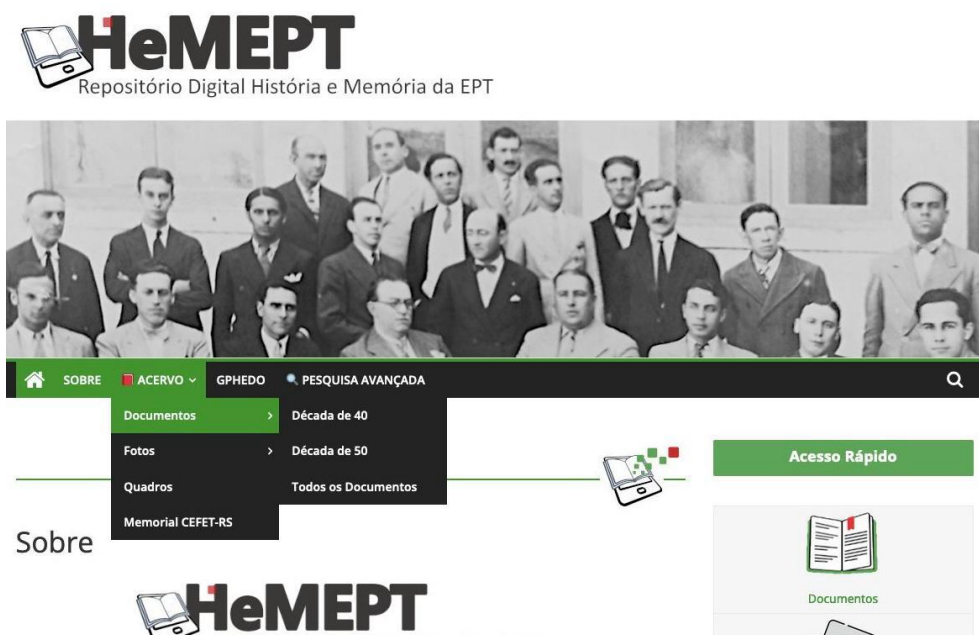 HeMEPT
Repositório Digital História e Memória da EPT
SOBRE ACERVO GPHEDO PESQUISA AVANÇADA
Documentos
Fotos
Quadros
Memorial CEFET-RS
Década de 40
Década de 50
Todos os Documentos
Acesso Rápido
Sobre
HeMEPT
Documentos